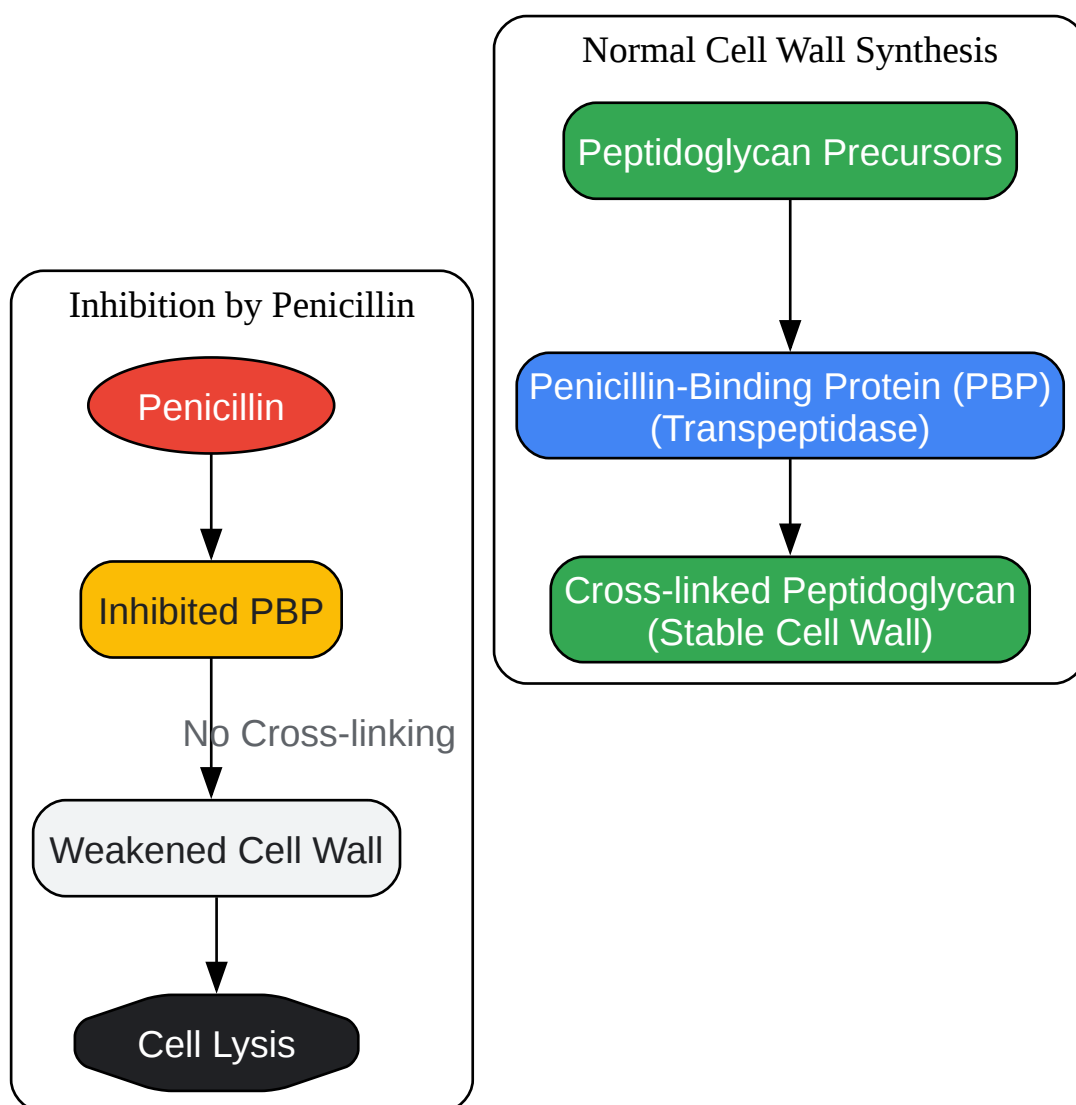 Normal Cell Wall Synthesis
Peptidoglycan Precursors
Penicillin-Binding Protein (PBP)
(Transpeptidase)
Cross-linked Peptidoglycan
(Stable Cell Wall)
Inhibition by Penicillin
Penicillin
Inhibited PBP
No Cross-linking
Weakened Cell Wall
Cell Lysis